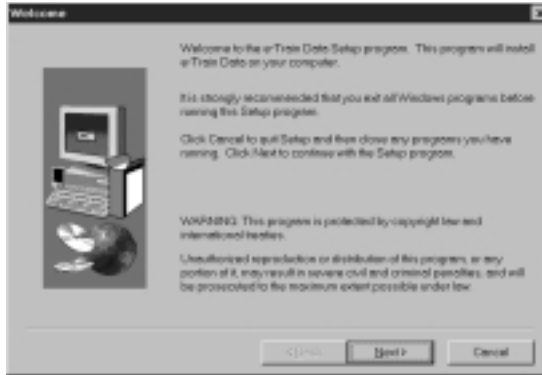 Welcome
Welcome to the e-Train Data Setup program. This program will install
e-Train Data on your computer.
It is strongly recommended that you exit all Windows programs before
running this Setup program.
Click Cancel to quit Setup and then close any programs you have
running. Click Next to continue with the Setup program.
WARNING: This program is protected by copyright law and
international treaties.
Unauthorized reproduction or distribution of this program, or any
portion of it, may result in severe civil and criminal penalties, and will
be prosecuted to the maximum extent possible under law.
< Back
Next >
Cancel